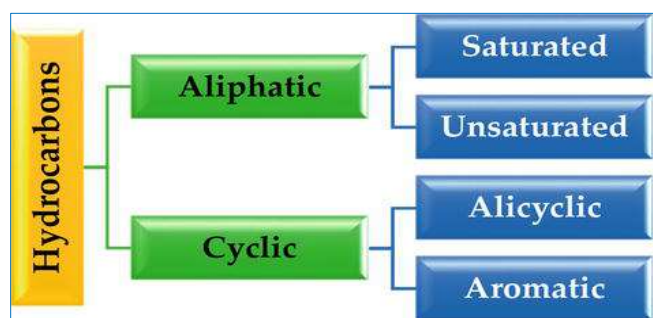 Hydrocarbons
Aliphatic
Saturated
Unsaturated
Cyclic
Alicyclic
Aromatic